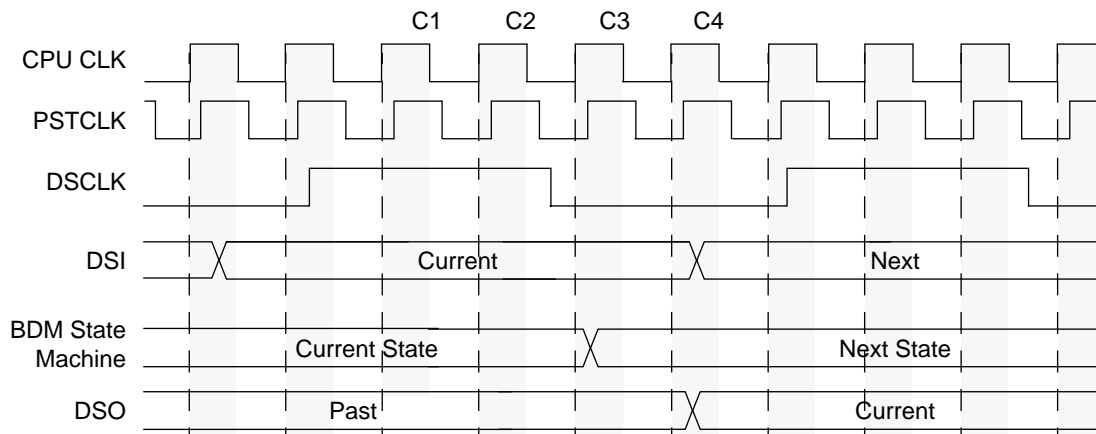 C1 C2 C3 C4
CPU CLK
PSTCLK
DSCLK
DSI Current Next
BDM State
Machine Current State Next State
DSO Past Current